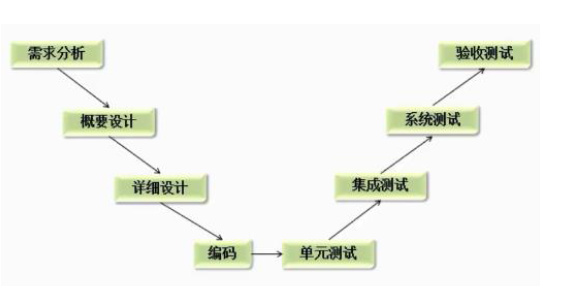 需求分析
验收测试
概要设计
系统测试
详细设计
集成测试
编码
单元测试